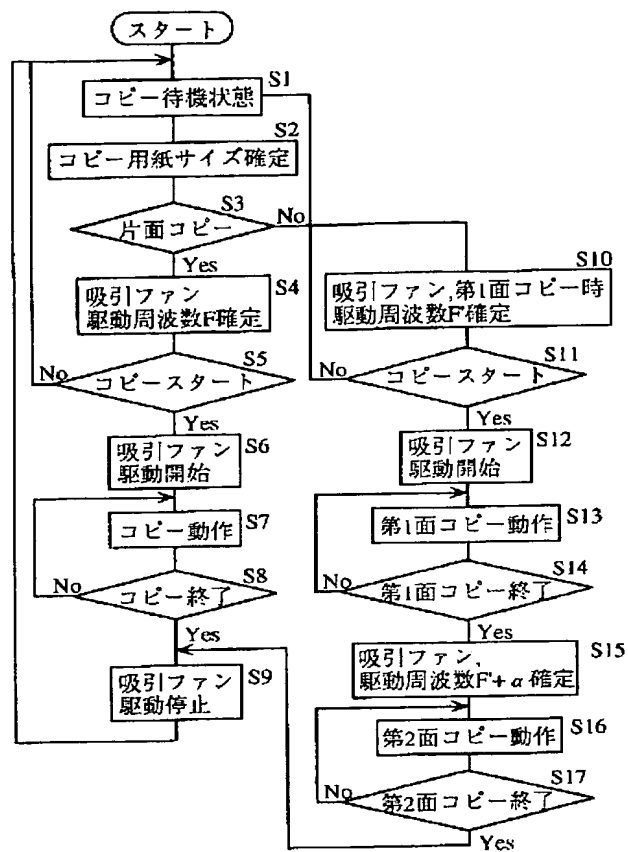 スタート
S1
コピー待機状態
S2
コピー用紙サイズ確定
S3
片面コピー
No
Yes
S4
吸引ファン
駆動周波数F確定
S5
コピースタート
No
Yes
S6
吸引ファン
駆動開始
S7
コピー動作
S8
コピー終了
No
Yes
S9
吸引ファン
駆動停止
S10
吸引ファン,第1面コピー時
駆動周波数F確定
S11
コピースタート
No
Yes
S12
吸引ファン
駆動開始
S13
第1面コピー動作
S14
第1面コピー終了
No
Yes
S15
吸引ファン,
駆動周波数F+α確定
S16
第2面コピー動作
S17
第2面コピー終了
No
Yes